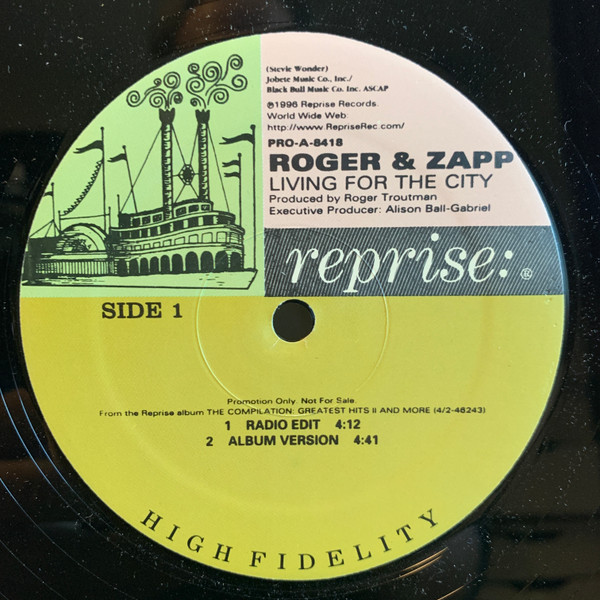 (Stevie Wonder)
Jobete Music Co., Inc./
Black Bull Music Co. Inc. ASCAP
℗1996 Reprise Records.
World Wide Web:
http://www.RepriseRec.com/
PRO-A-8418
ROGER & ZAPP
LIVING FOR THE CITY
Produced by Roger Troutman
Executive Producer: Alison Ball-Gabriel
reprise:®
SIDE 1
Promotion Only. Not For Sale.
From the Reprise album THE COMPILATION: GREATEST HITS II AND MORE (4/2-46243)
1 RADIO EDIT 4:12
2 ALBUM VERSION 4:41
HIGH FIDELITY